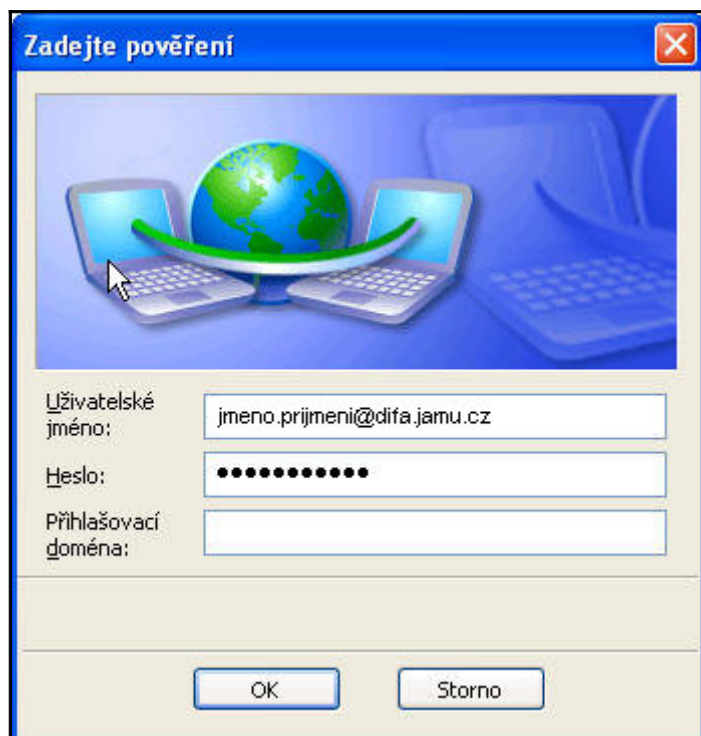 Zadejte pověření
Uživatelské
jméno:
jmeno.prijmeni@difa.jamu.cz
Heslo:
●●●●●●●●●●●
Přihlašovací
doména:
OK
Storno